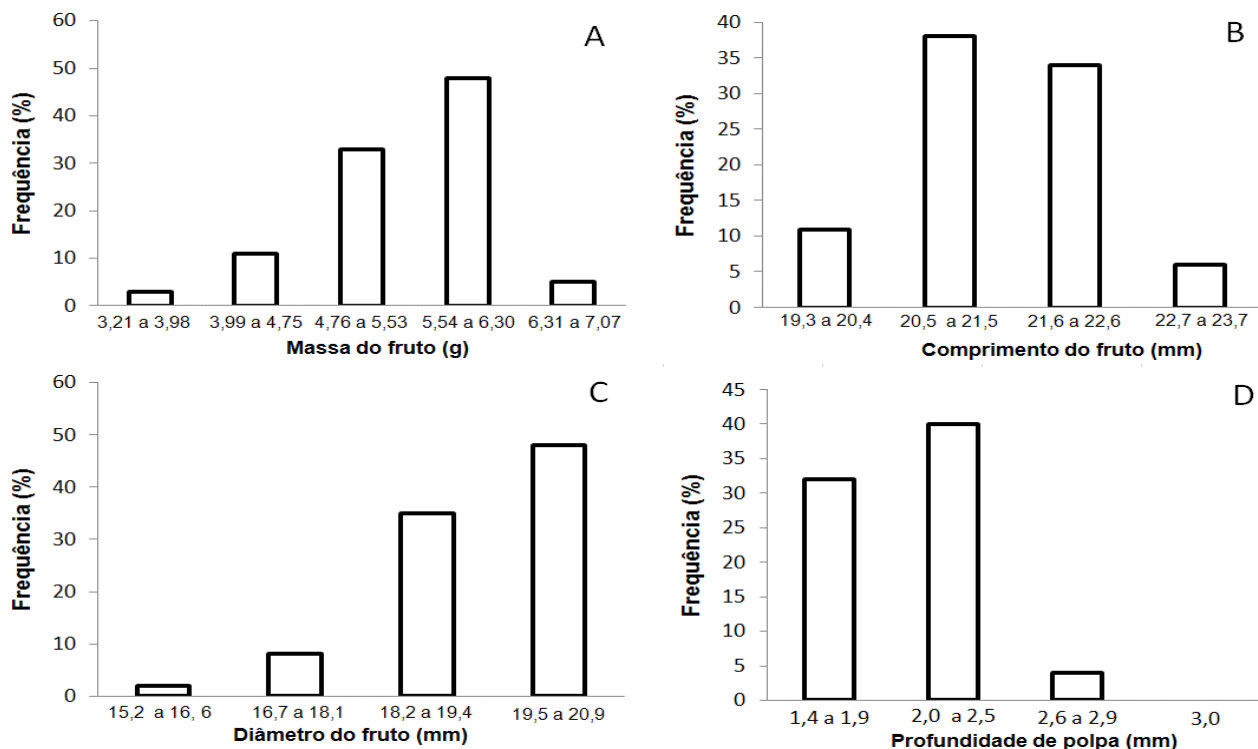 A
Frequência (%)
60
50
40
30
20
10
0
3,21 a 3,98
3,99 a 4,75
4,76 a 5,53
5,54 a 6,30
6,31 a 7,07
Massa do fruto (g)
B
Frequência (%)
40
35
30
25
20
15
10
5
0
19,3 a 20,4
20,5 a 21,5
21,6 a 22,6
22,7 a 23,7
Comprimento do fruto (mm)
C
Frequência (%)
60
50
40
30
20
10
0
15,2 a 16, 6
16,7 a 18,1
18,2 a 19,4
19,5 a 20,9
Diâmetro do fruto (mm)
D
Frequência (%)
45
40
35
30
25
20
15
10
5
0
1,4 a 1,9
2,0 a 2,5
2,6 a 2,9
3,0
Profundidade de polpa (mm)